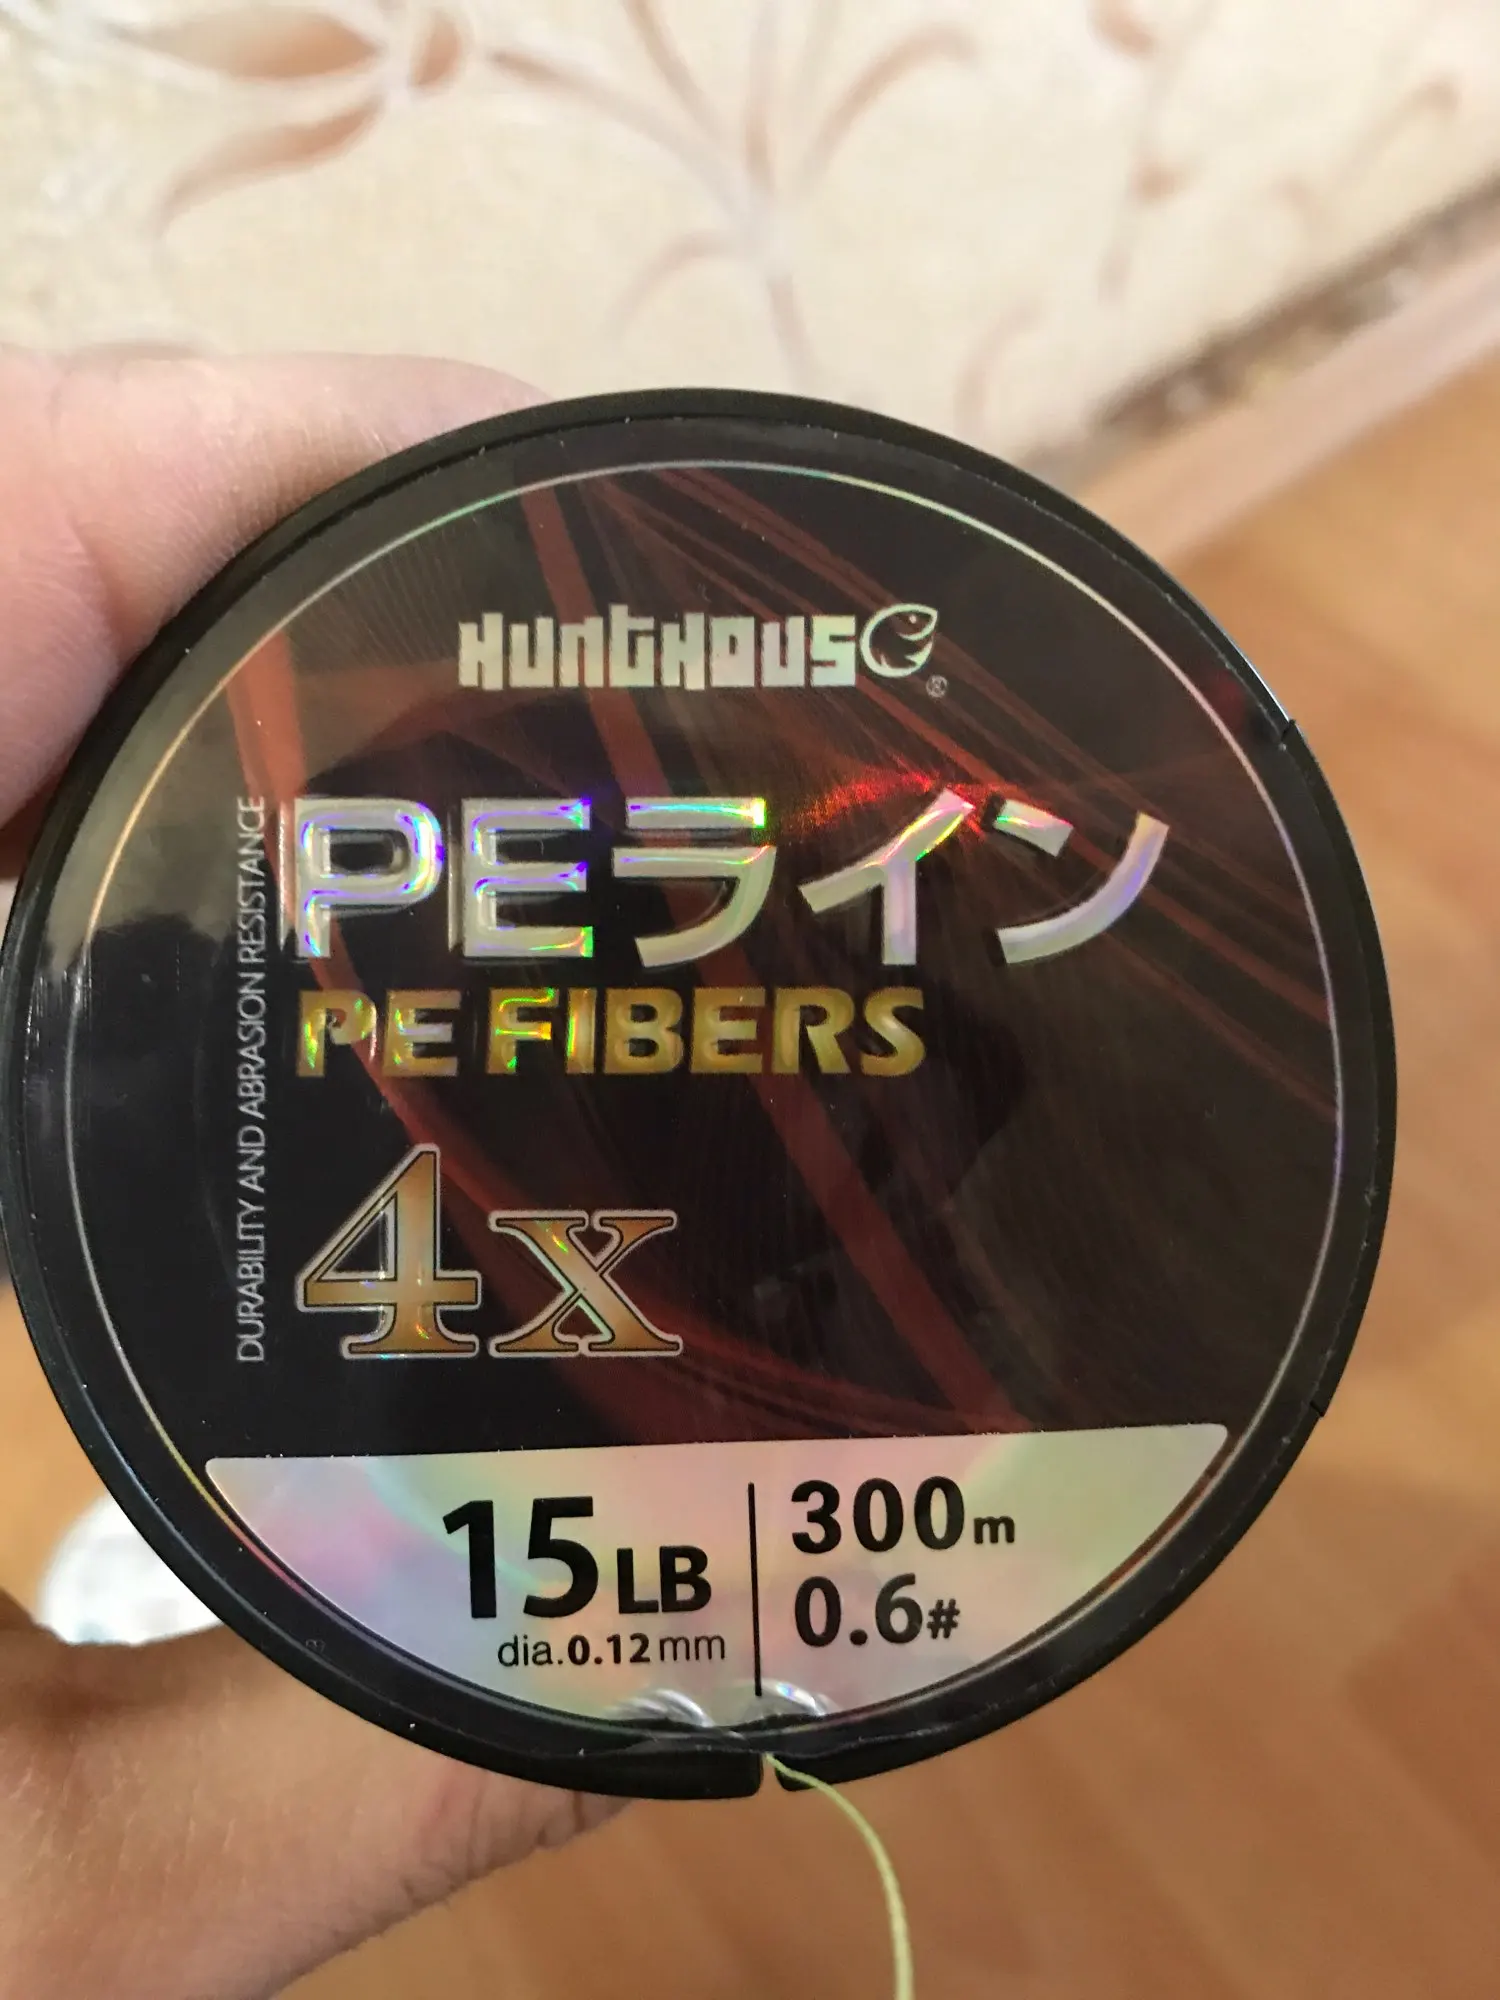 HUNTHOUSE®
PEライン
PE FIBERS
DURABILITY AND ABRASION RESISTANCE
4X
15LB
dia.0.12mm
300m
0.6#